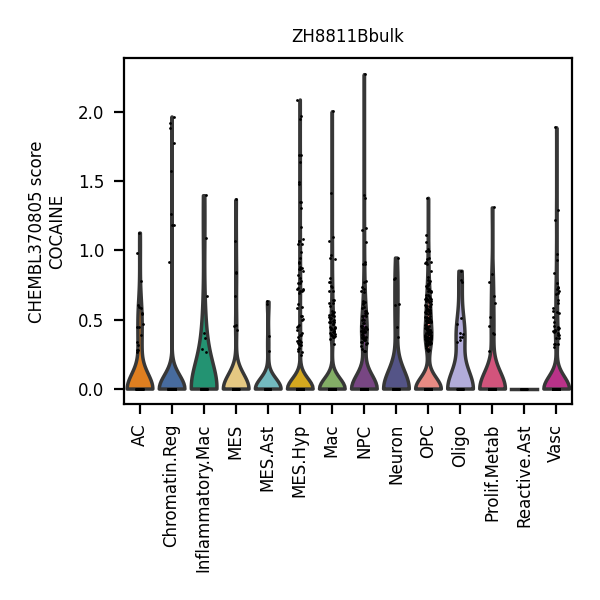 ZH8811Bbulk
CHEMBL370805 score
COCAINE
2.0
1.5
1.0
0.5
0.0
AC
Chromatin.Reg
Inflammatory.Mac
MES
MES.Ast
MES.Hyp
Mac
NPC
Neuron
OPC
Oligo
Prolif.Metab
Reactive.Ast
Vasc